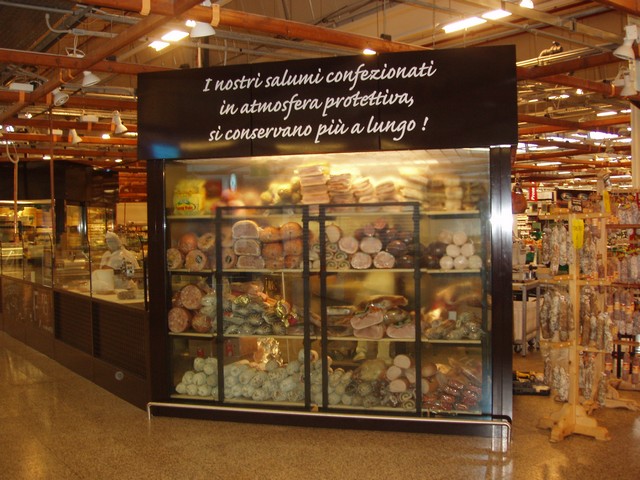 I nostri salumi confezionati
in atmosfera protettiva,
si conservano più a lungo !